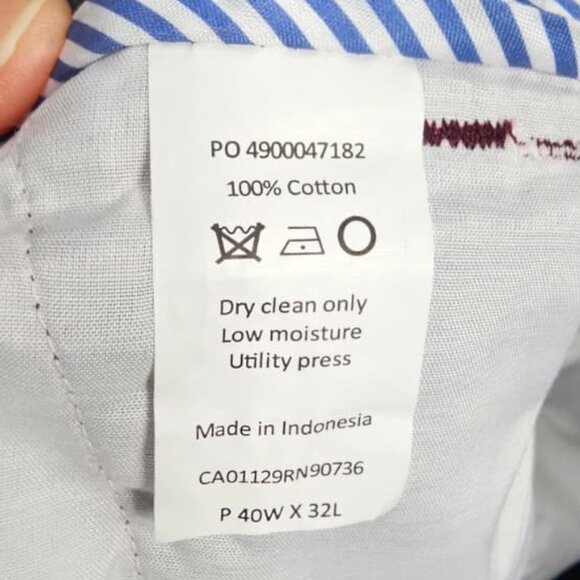 PO 4900047182
100% Cotton
Dry clean only
Low moisture
Utility press
Made in Indonesia
CA01129RN90736
P 40W X 32L